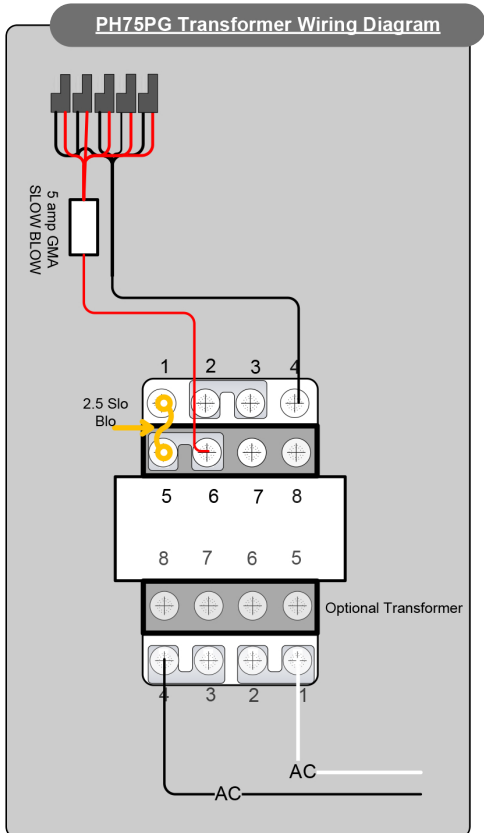 PH75PG Transformer Wiring Diagram
5 amp GMA
SLOW BLOW
1 2 3 4
2.5 Slo
Blo
5 6 7 8
8 7 6 5
Optional Transformer
4 3 2 1
AC
AC